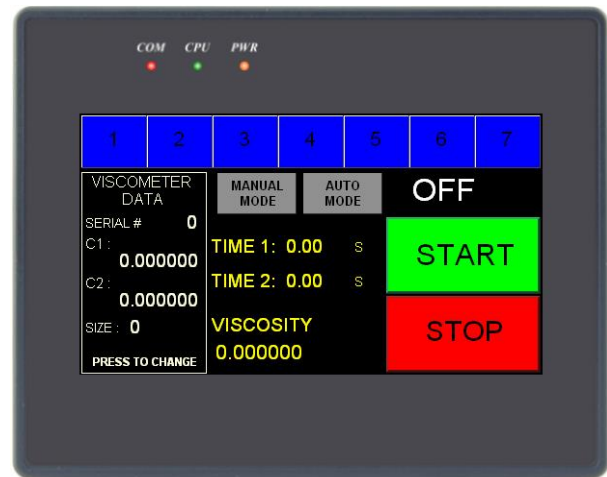 COM CPU PWR
1 2 3 4 5 6 7
VISCOMETER
DATA
SERIAL # 0
C1 :
0.000000
C2 :
0.000000
SIZE : 0
PRESS TO CHANGE
MANUAL
MODE
AUTO
MODE
TIME 1: 0.00 S
TIME 2: 0.00 S
VISCOSITY
0.000000
OFF
START
STOP